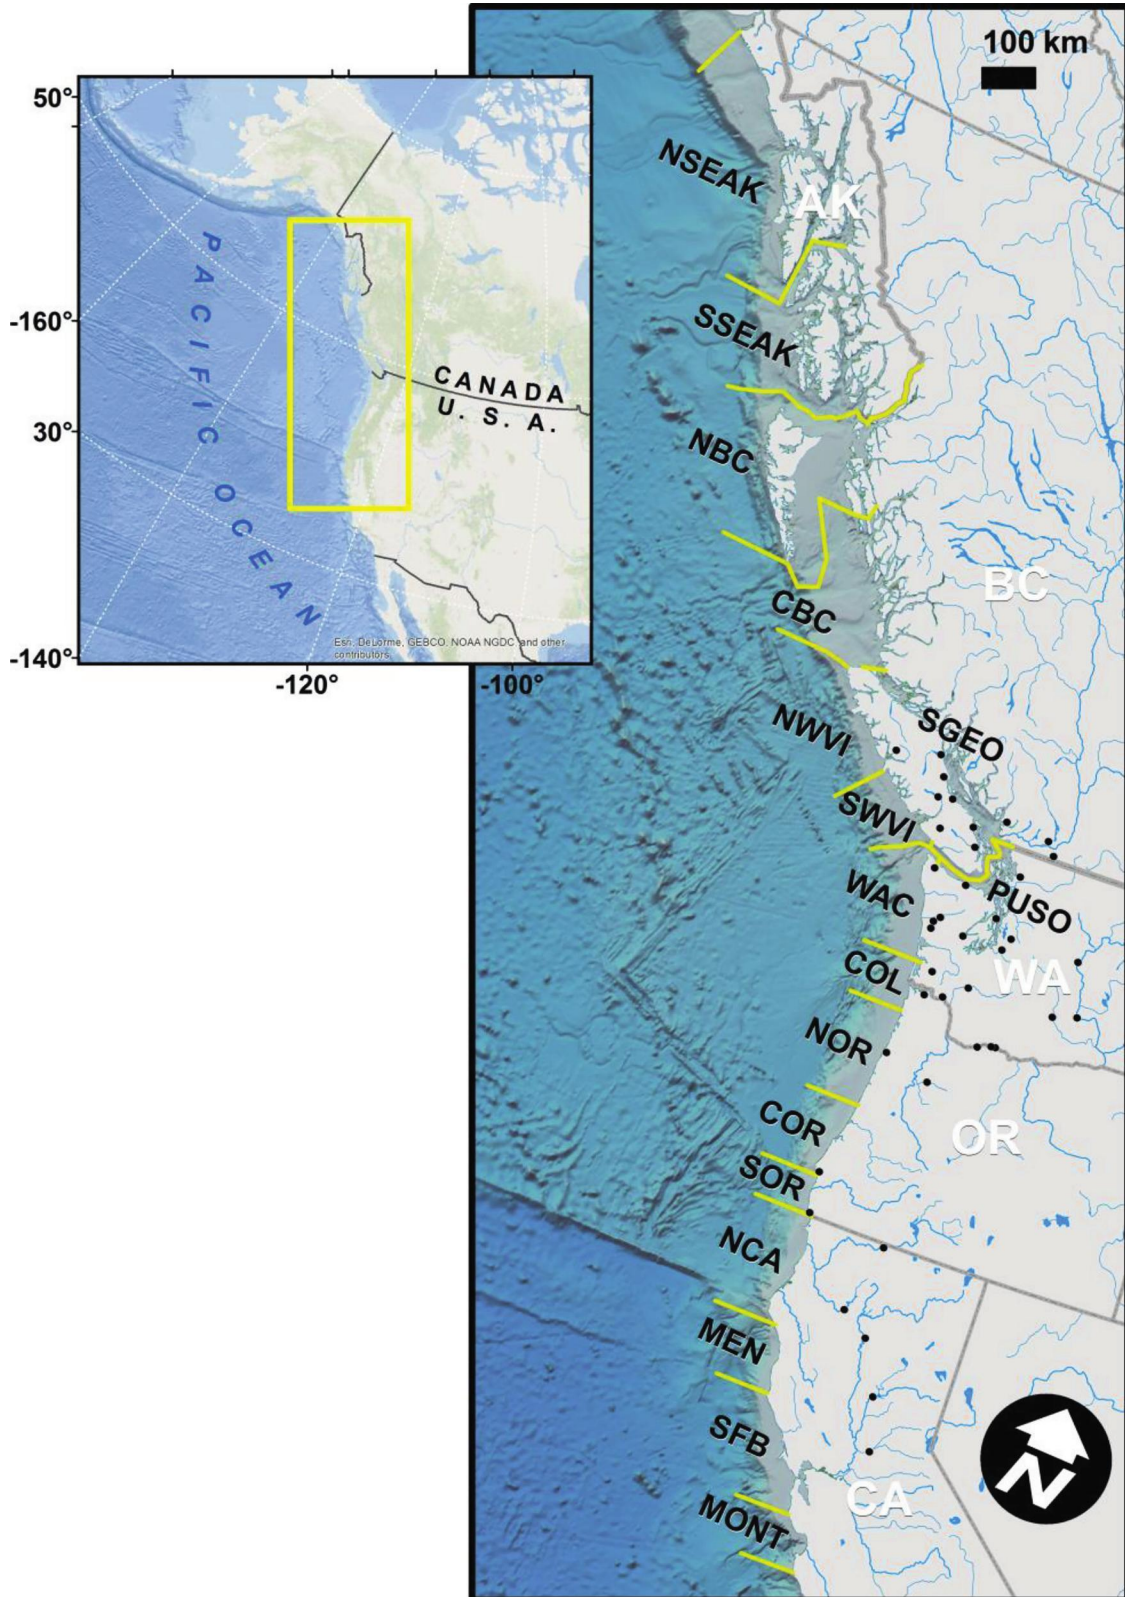 100 km
50°
-160°
30°
-140°
-120°
-100°
PACIFIC OCEAN
CANADA
U. S. A.
Esri, DeLorme, GEBCO, NOAA NGDC, and other
contributors
NSEAK
AK
SSEAK
NBC
BC
CBC
NWVI
SGEO
SWVI
WAC
PUSO
COL
WA
NOR
COR
OR
SOR
NCA
MEN
SFB
CA
MONT
N